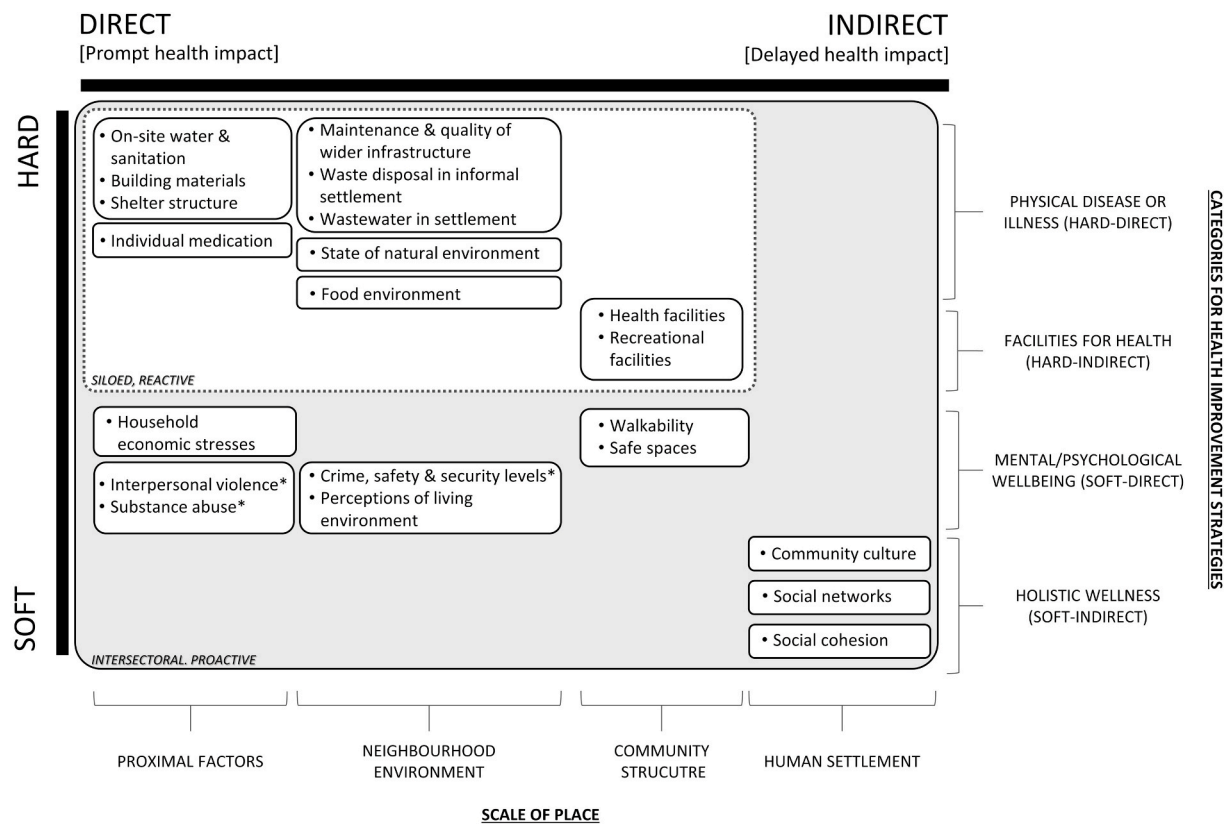 DIRECT
[Prompt health impact]
INDIRECT
[Delayed health impact]
HARD
SOFT
• On-site water &
sanitation
• Building materials
• Shelter structure
• Individual medication
• Maintenance & quality of
wider infrastructure
• Waste disposal in informal
settlement
• Wastewater in settlement
• State of natural environment
• Food environment
• Health facilities
• Recreational
facilities
SILOED, REACTIVE
• Household
economic stresses
• Interpersonal violence*
• Substance abuse*
• Crime, safety & security levels*
• Perceptions of living
environment
• Walkability
• Safe spaces
• Community culture
• Social networks
• Social cohesion
INTERSECTORAL. PROACTIVE
PHYSICAL DISEASE OR
ILLNESS (HARD-DIRECT)
FACILITIES FOR HEALTH
(HARD-INDIRECT)
MENTAL/PSYCHOLOGICAL
WELLBEING (SOFT-DIRECT)
HOLISTIC WELLNESS
(SOFT-INDIRECT)
CATEGORIES FOR HEALTH IMPROVEMENT STRATEGIES
PROXIMAL FACTORS
NEIGHBOURHOOD
ENVIRONMENT
COMMUNITY
STRUCUTRE
HUMAN SETTLEMENT
SCALE OF PLACE